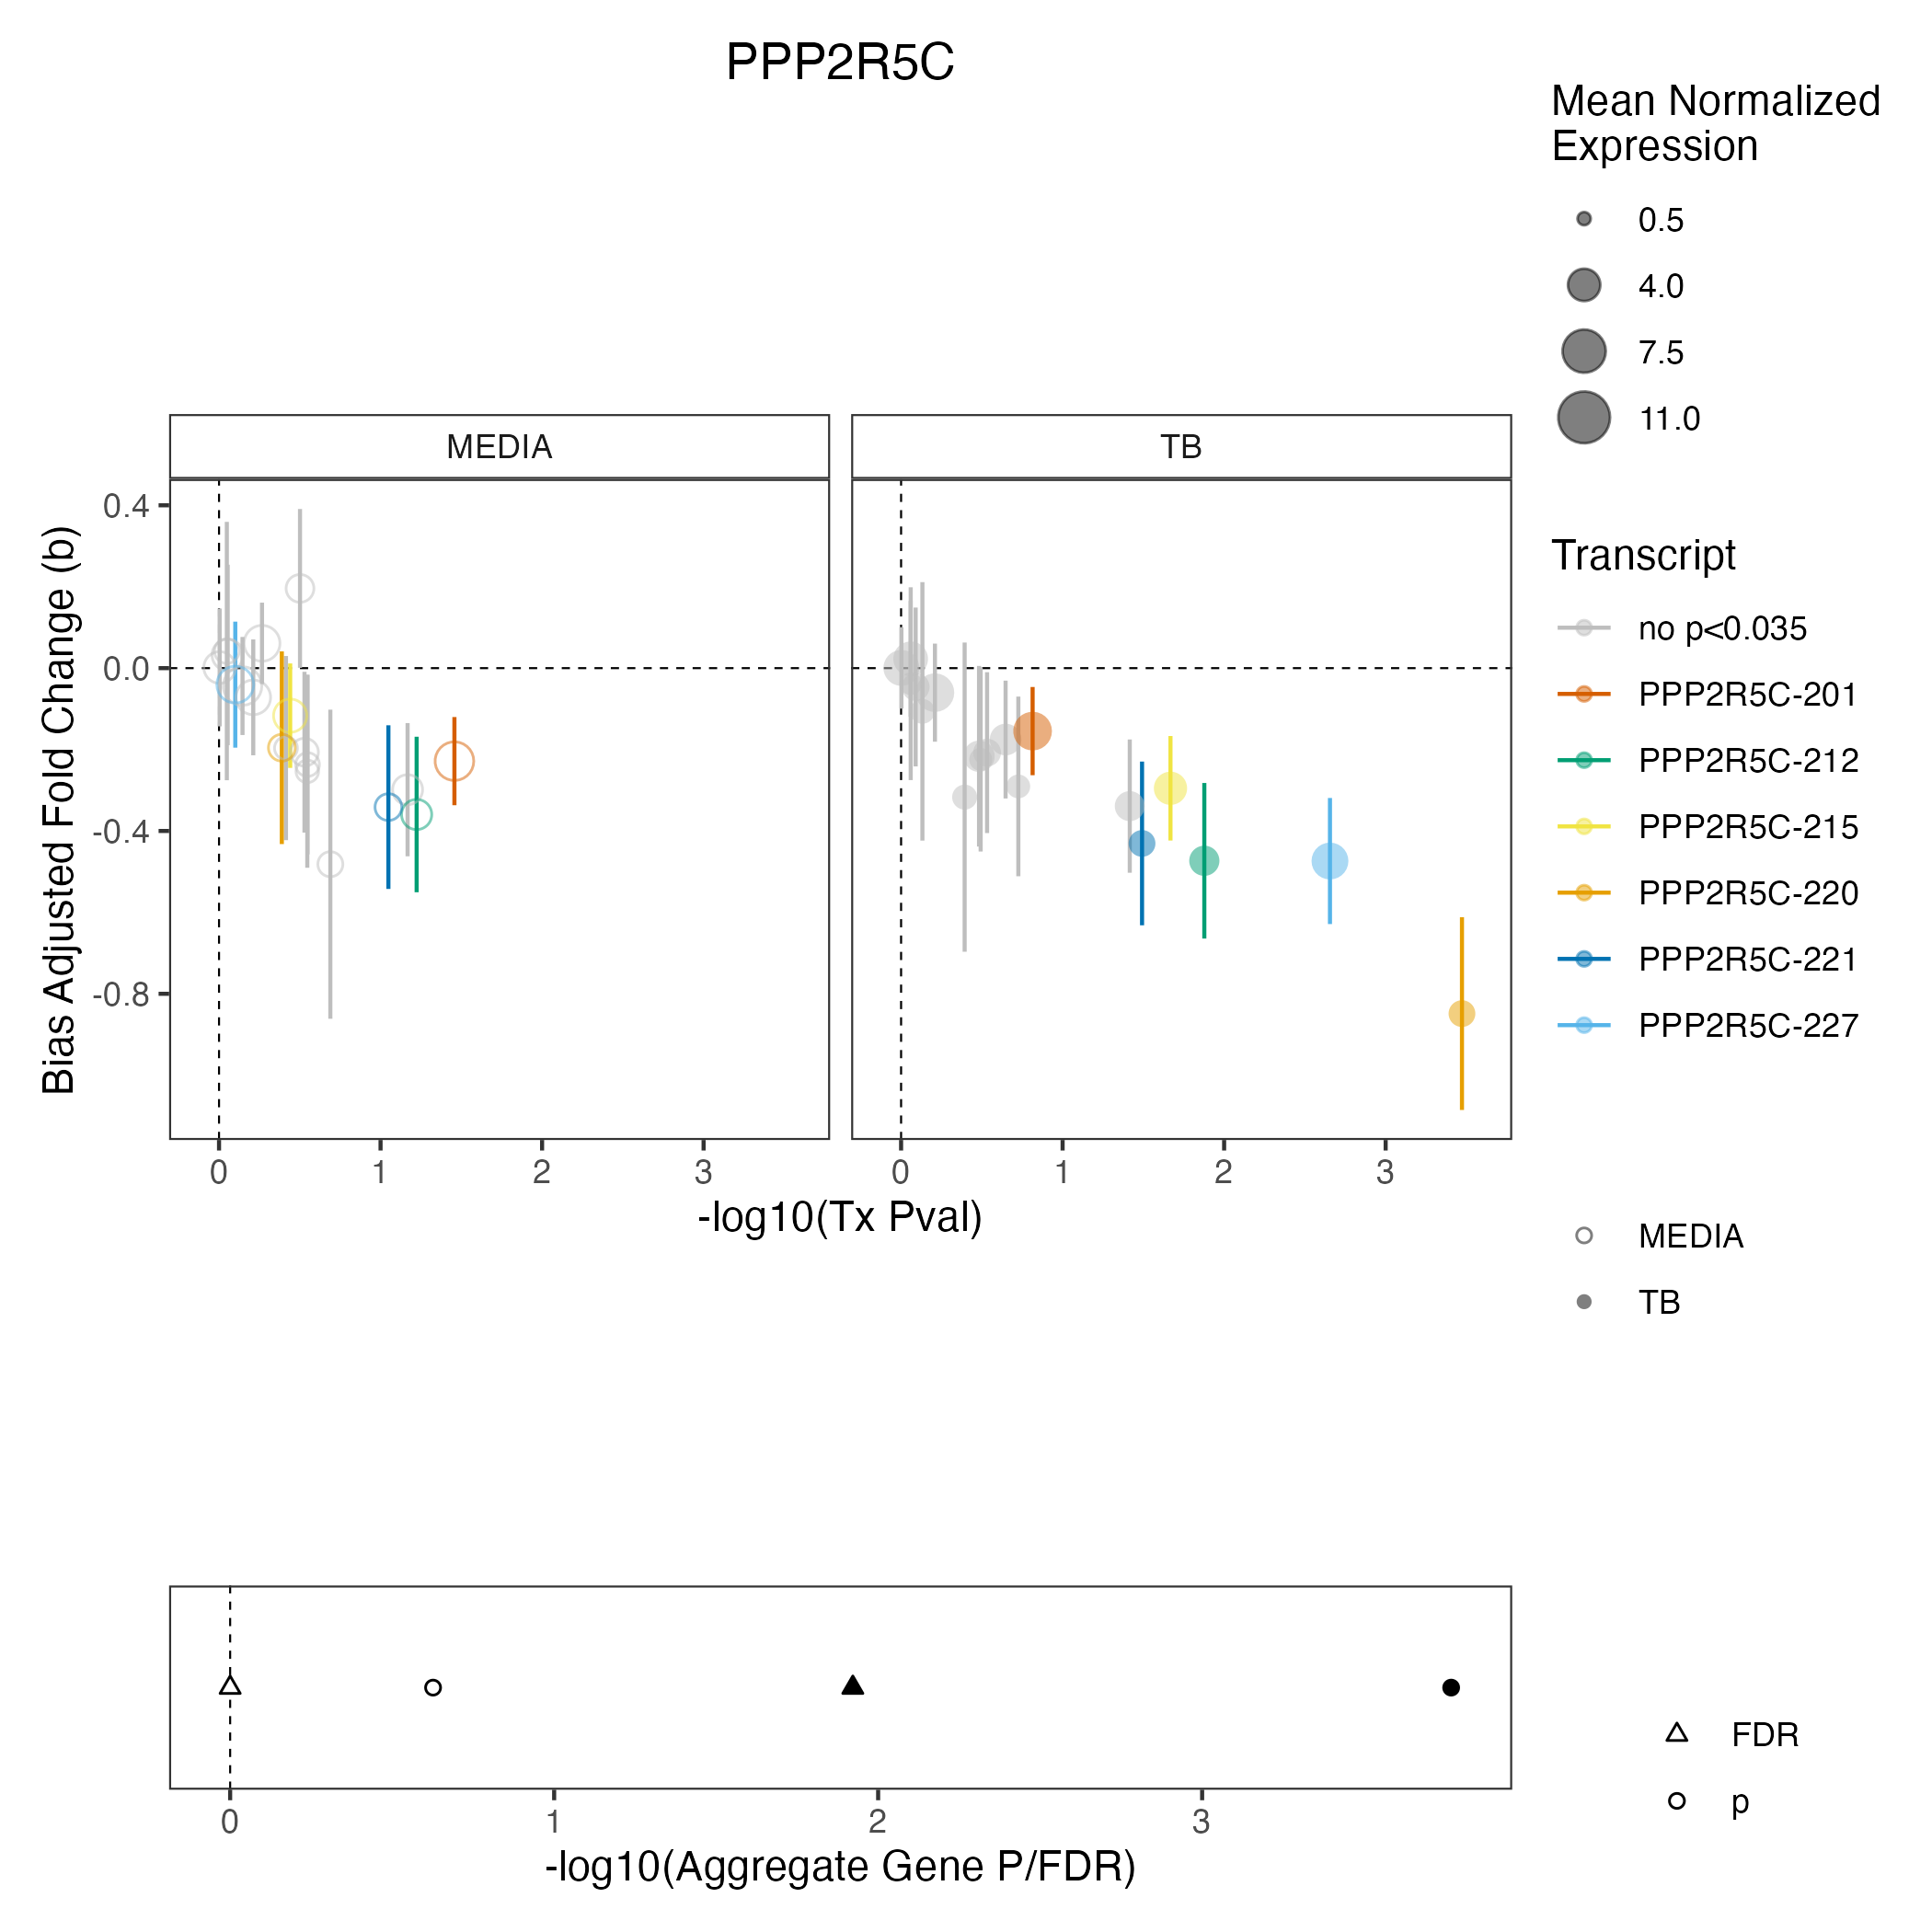 PPP2R5C
Mean Normalized
Expression
0.5
4.0
7.5
11.0
MEDIA
TB
0.4
0.0
-0.4
-0.8
Bias Adjusted Fold Change (b)
0 1 2 3
0 1 2 3
-log10(Tx Pval)
Transcript
no p<0.035
PPP2R5C-201
PPP2R5C-212
PPP2R5C-215
PPP2R5C-220
PPP2R5C-221
PPP2R5C-227
MEDIA
TB
0 1 2 3
-log10(Aggregate Gene P/FDR)
FDR
p